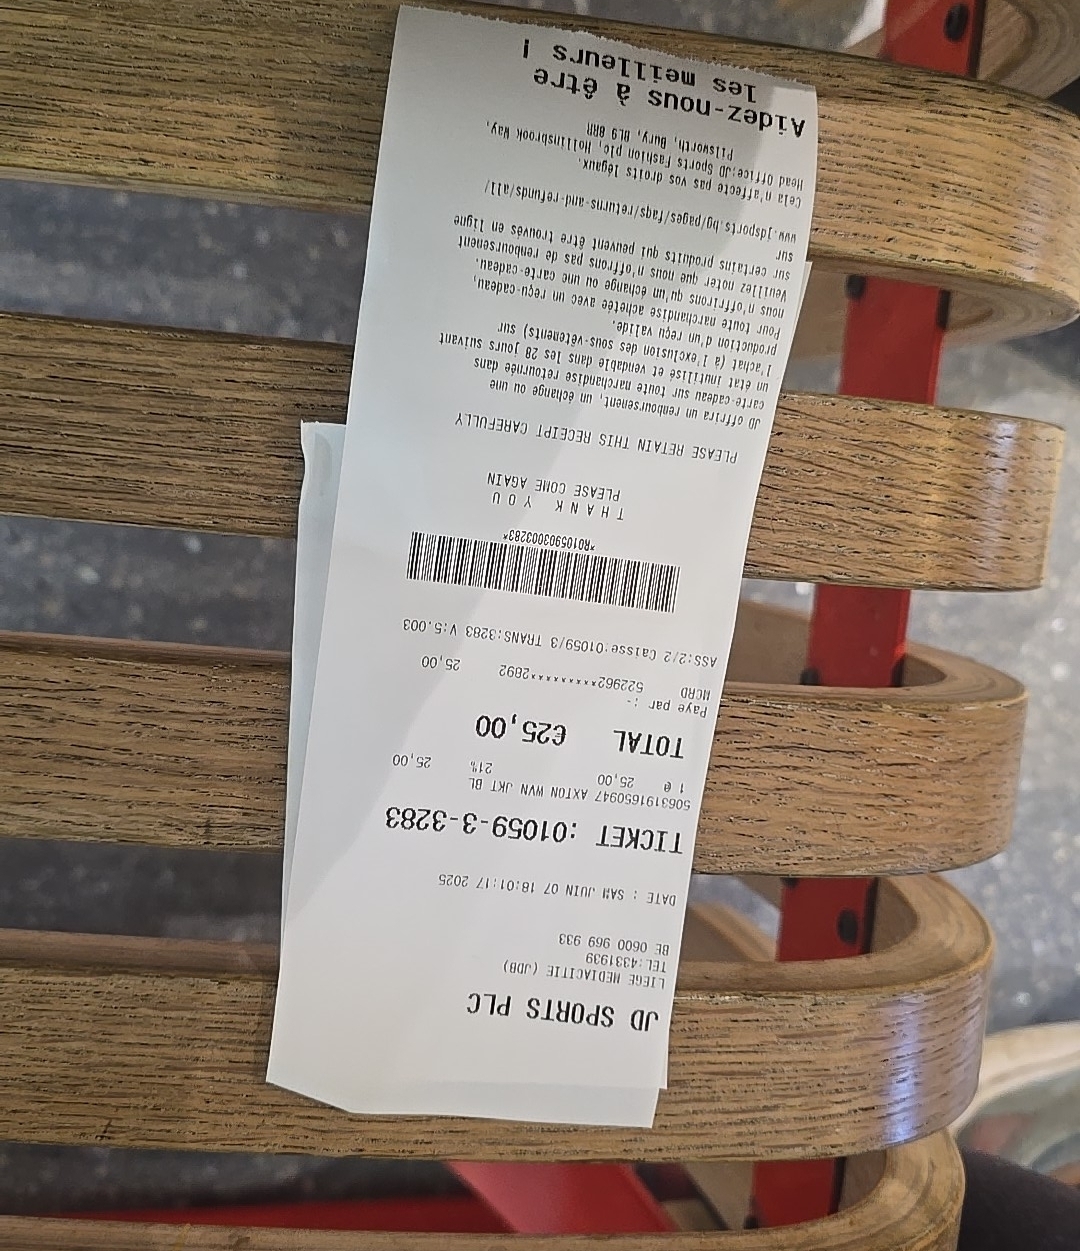 JD SPORTS PLC
LIEGE MEDIACITIE (JDB)
TEL:4331939
BE 0600 969 933
DATE : SAM JUIN 07 18:01:17 2025
TICKET :01059-3-3283
5063191650947 AXTON WVN JKT BL
1 @ 25,00 21% 25,00
TOTAL €25,00
Paye par :-
MCRD 522962**********2892 25,00
ASS:2/2 Caisse:01059/3 TRANS:3283 V:5.003
*R0105903003283*
T H A N K Y O U
PLEASE COME AGAIN
PLEASE RETAIN THIS RECEIPT CAREFULLY
JD offrira un remboursement, un échange ou une
carte-cadeau sur toute marchandise retournée dans
un état inutilisé et vendable dans les 28 jours suivant
l'achat (à l'exclusion des sous-vêtements) sur
production d'un reçu valide.
Pour toute marchandise achetée avec un reçu-cadeau,
nous n'offrirons qu'un échange ou une carte-cadeau.
Veuillez noter que nous n'offrons pas de remboursement
sur certains produits qui peuvent être trouvés en ligne
sur
www.jdsports.bg/pages/faqs/returns-and-refunds/all/
Cela n'affecte pas vos droits légaux.
Head Office:JD Sports Fashion plc, Hollinsbrook Way,
Pilsworth, Bury, BL9 8RR
Aidez-nous à être
les meilleurs !